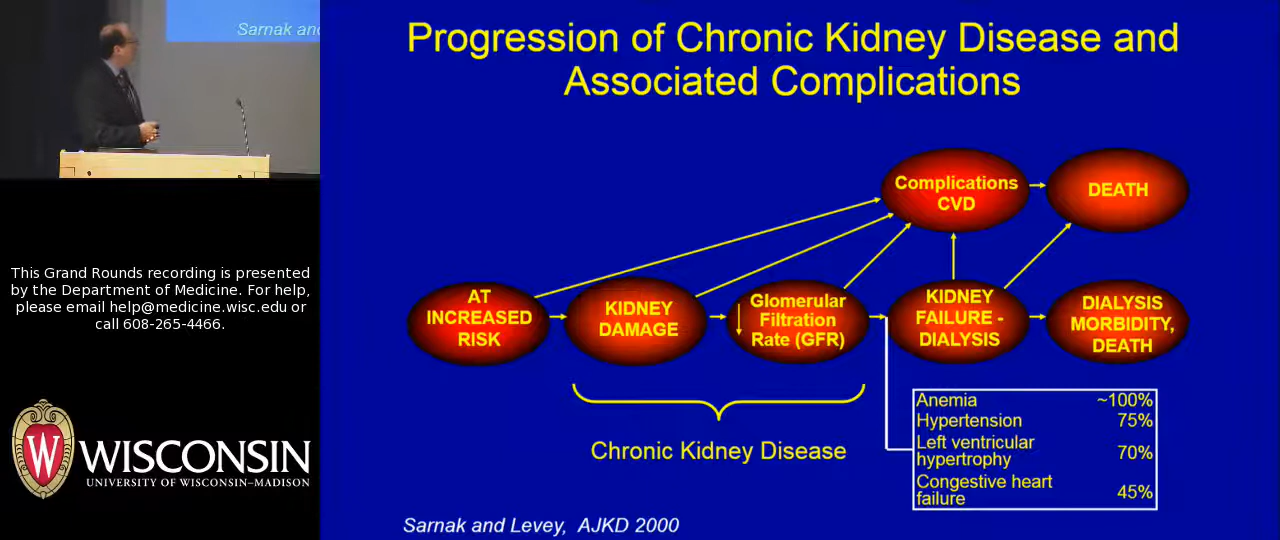 Sarnak and
Progression of Chronic Kidney Disease and
Associated Complications
Complications
CVD
DEATH
AT
INCREASED
RISK
KIDNEY
DAMAGE
↓ Glomerular
Filtration
Rate (GFR)
KIDNEY
FAILURE -
DIALYSIS
DIALYSIS
MORBIDITY,
DEATH
Chronic Kidney Disease
Anemia ~100%
Hypertension 75%
Left ventricular
hypertrophy 70%
Congestive heart
failure 45%
Sarnak and Levey, AJKD 2000
This Grand Rounds recording is presented
by the Department of Medicine. For help,
please email help@medicine.wisc.edu or
call 608-265-4466.
W
WISCONSIN
UNIVERSITY OF WISCONSIN–MADISON